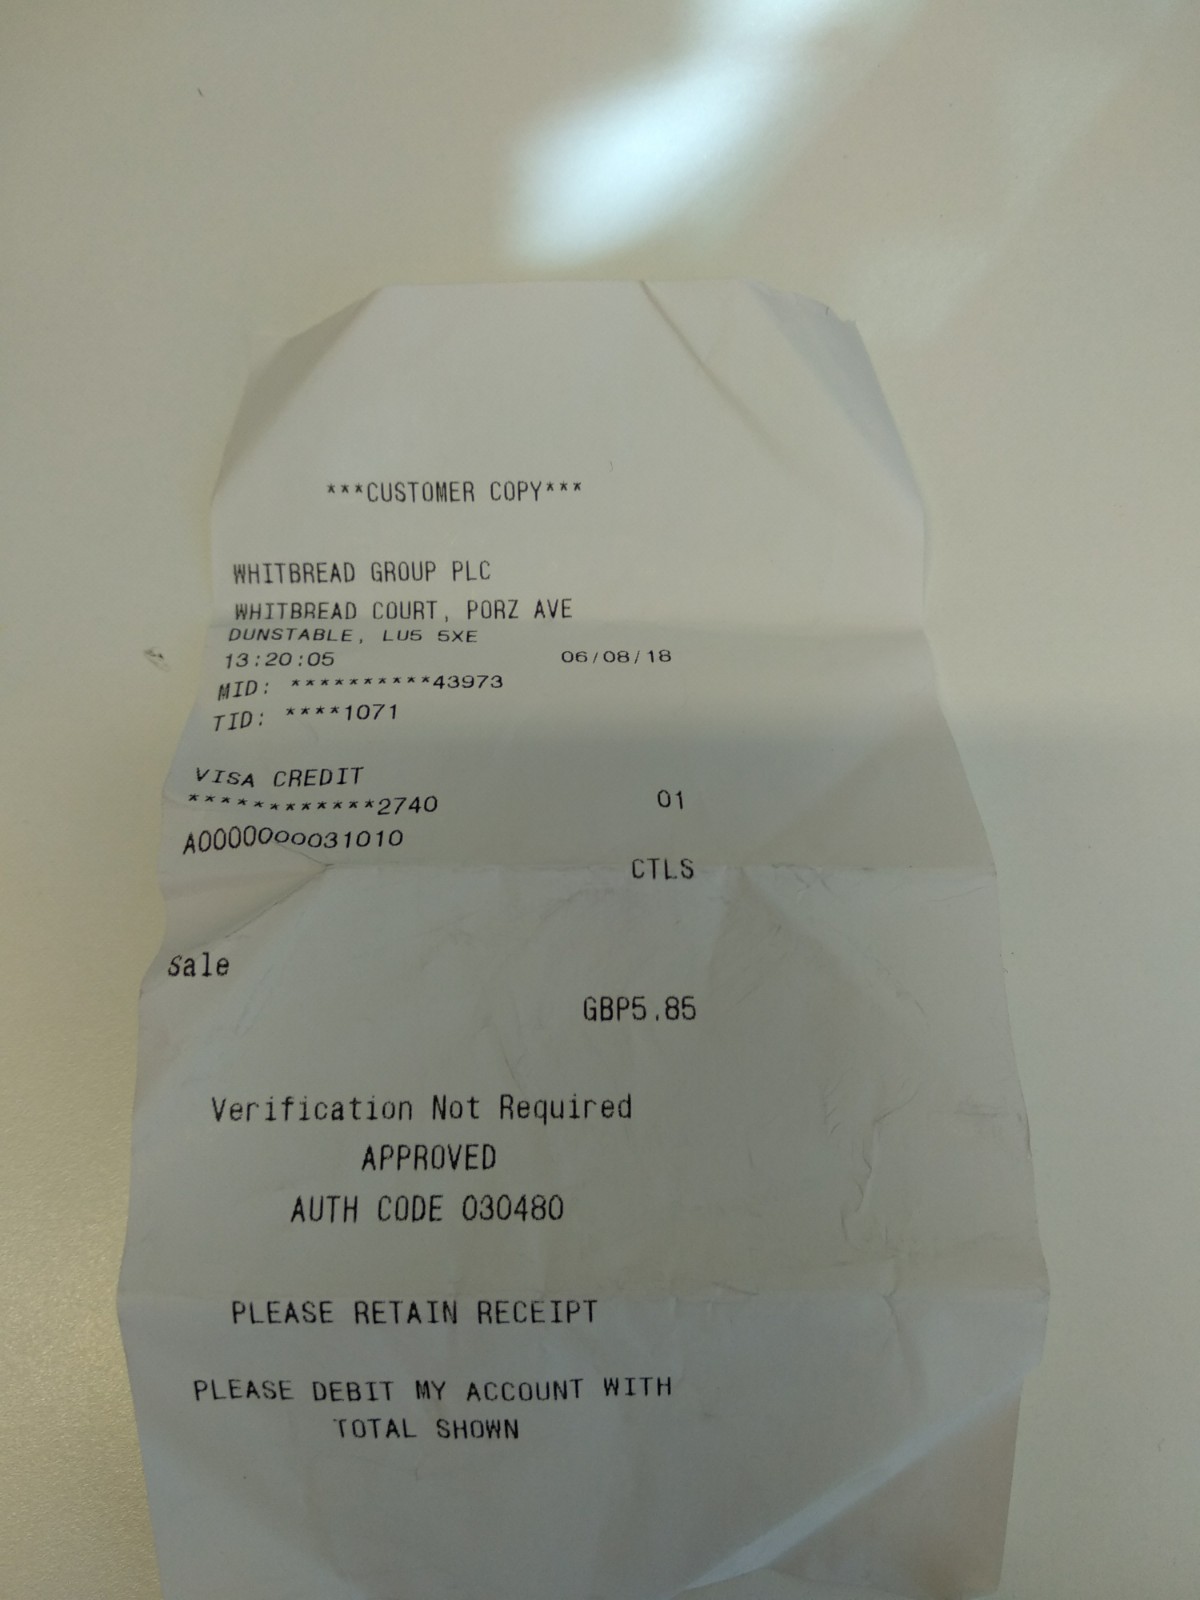 ***CUSTOMER COPY***
WHITBREAD GROUP PLC
WHITBREAD COURT, PORZ AVE
DUNSTABLE, LU5 5XE
13:20:05 06/08/18
MID: **********43973
TID: ****1071
VISA CREDIT
************2740 01
A0000000031010
CTLS
Sale
GBP5.85
Verification Not Required
APPROVED
AUTH CODE 030480
PLEASE RETAIN RECEIPT
PLEASE DEBIT MY ACCOUNT WITH
TOTAL SHOWN